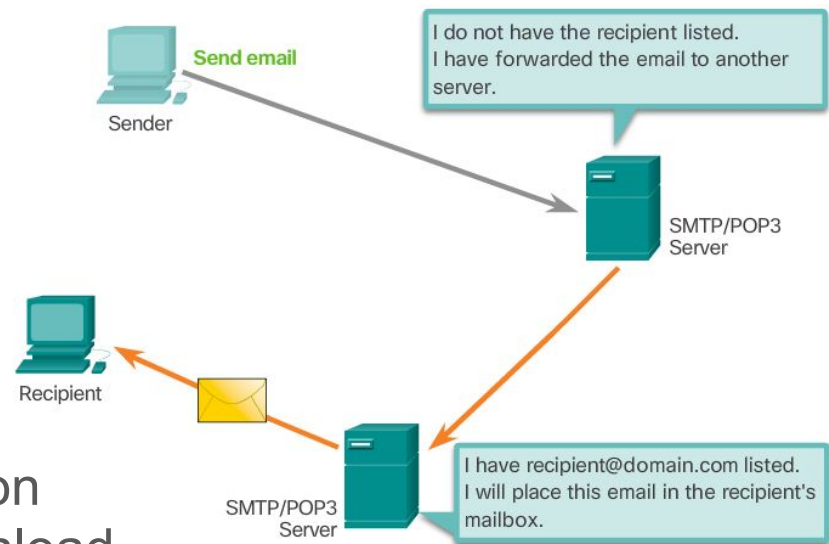 I do not have the recipient listed.
I have forwarded the email to another
server.
Send email
Sender
SMTP/POP3
Server
Recipient
I have recipient@domain.com listed.
I will place this email in the recipient's
mailbox.
SMTP/POP3
Server
on
nload